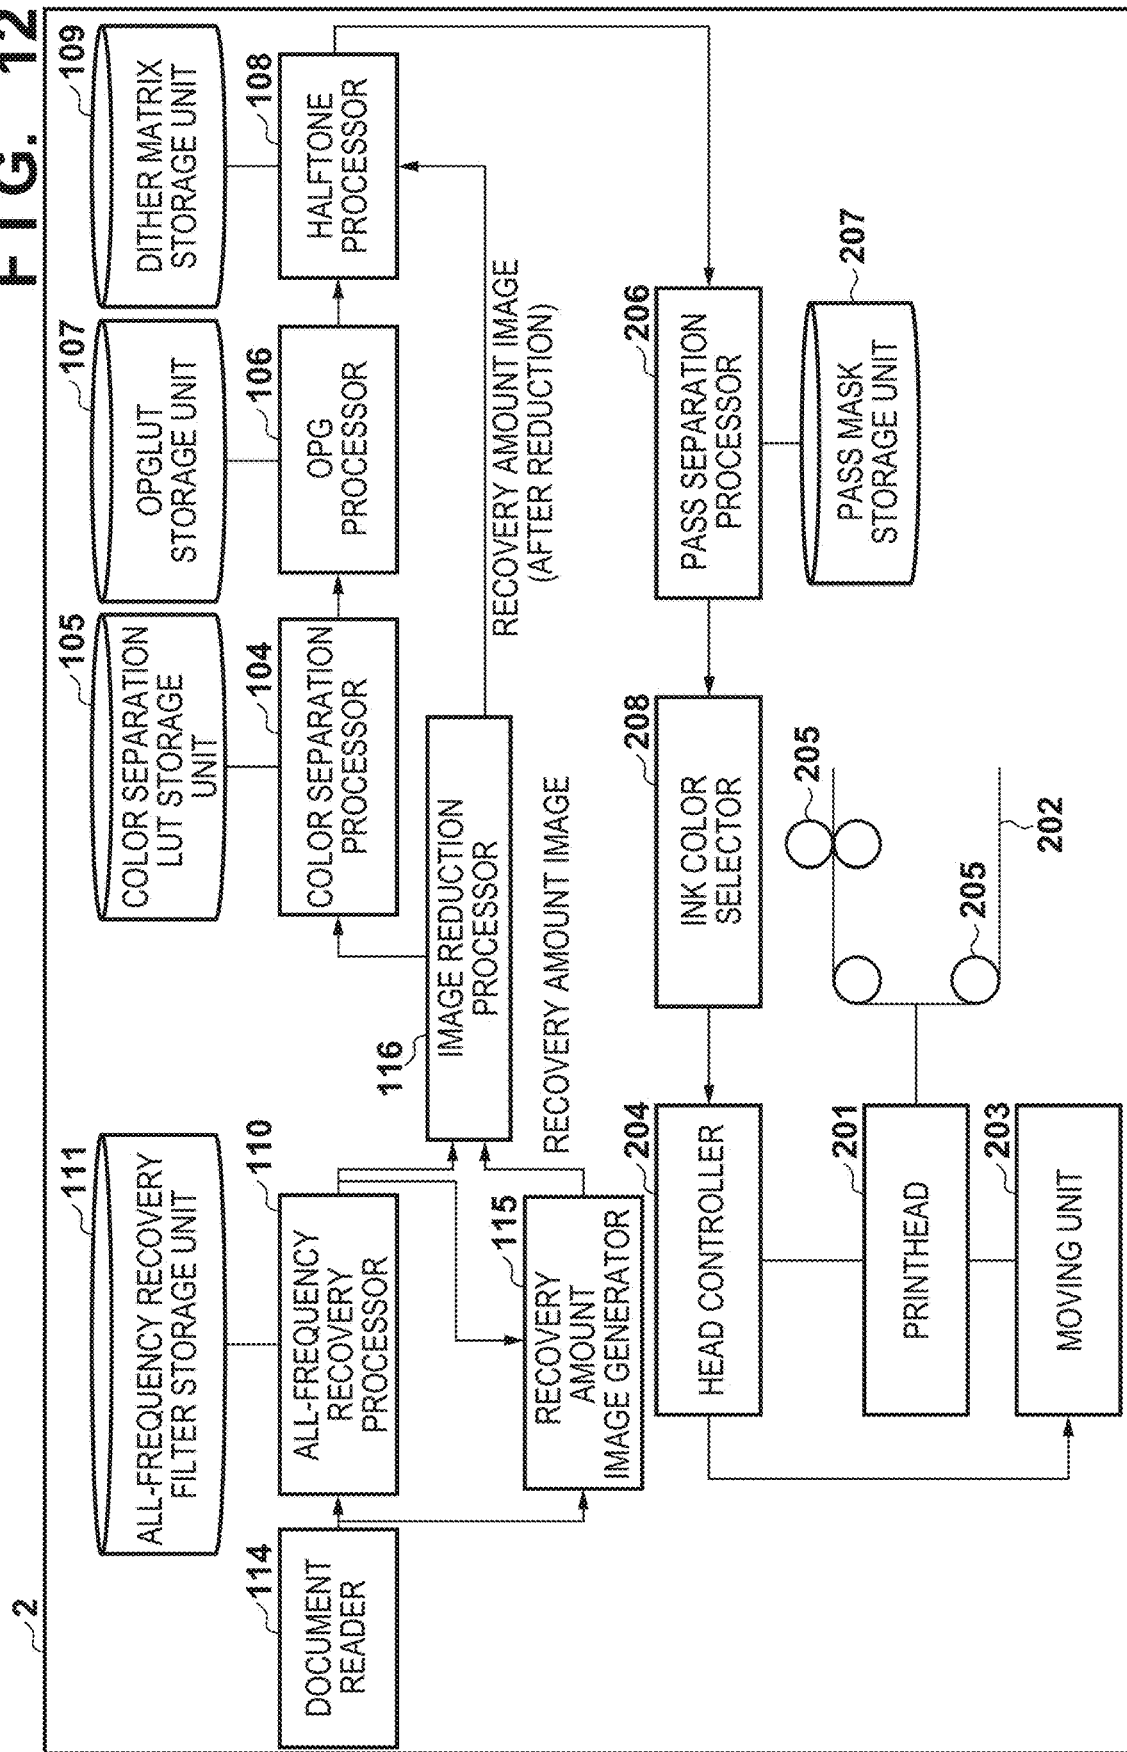 FIG. 12
2
111
ALL-FREQUENCY RECOVERY
FILTER STORAGE UNIT
105
COLOR SEPARATION
LUT STORAGE
UNIT
107
OPGLUT
STORAGE UNIT
109
DITHER MATRIX
STORAGE UNIT
114
DOCUMENT
READER
110
ALL-FREQUENCY
RECOVERY
PROCESSOR
104
COLOR SEPARATION
PROCESSOR
106
OPG
PROCESSOR
108
HALFTONE
PROCESSOR
116
IMAGE REDUCTION
PROCESSOR
115
RECOVERY
AMOUNT
IMAGE GENERATOR
RECOVERY AMOUNT IMAGE
RECOVERY AMOUNT IMAGE
(AFTER REDUCTION)
204
HEAD CONTROLLER
208
INK COLOR
SELECTOR
206
PASS SEPARATION
PROCESSOR
207
PASS MASK
STORAGE UNIT
201
PRINTHEAD
205
205
202
203
MOVING UNIT